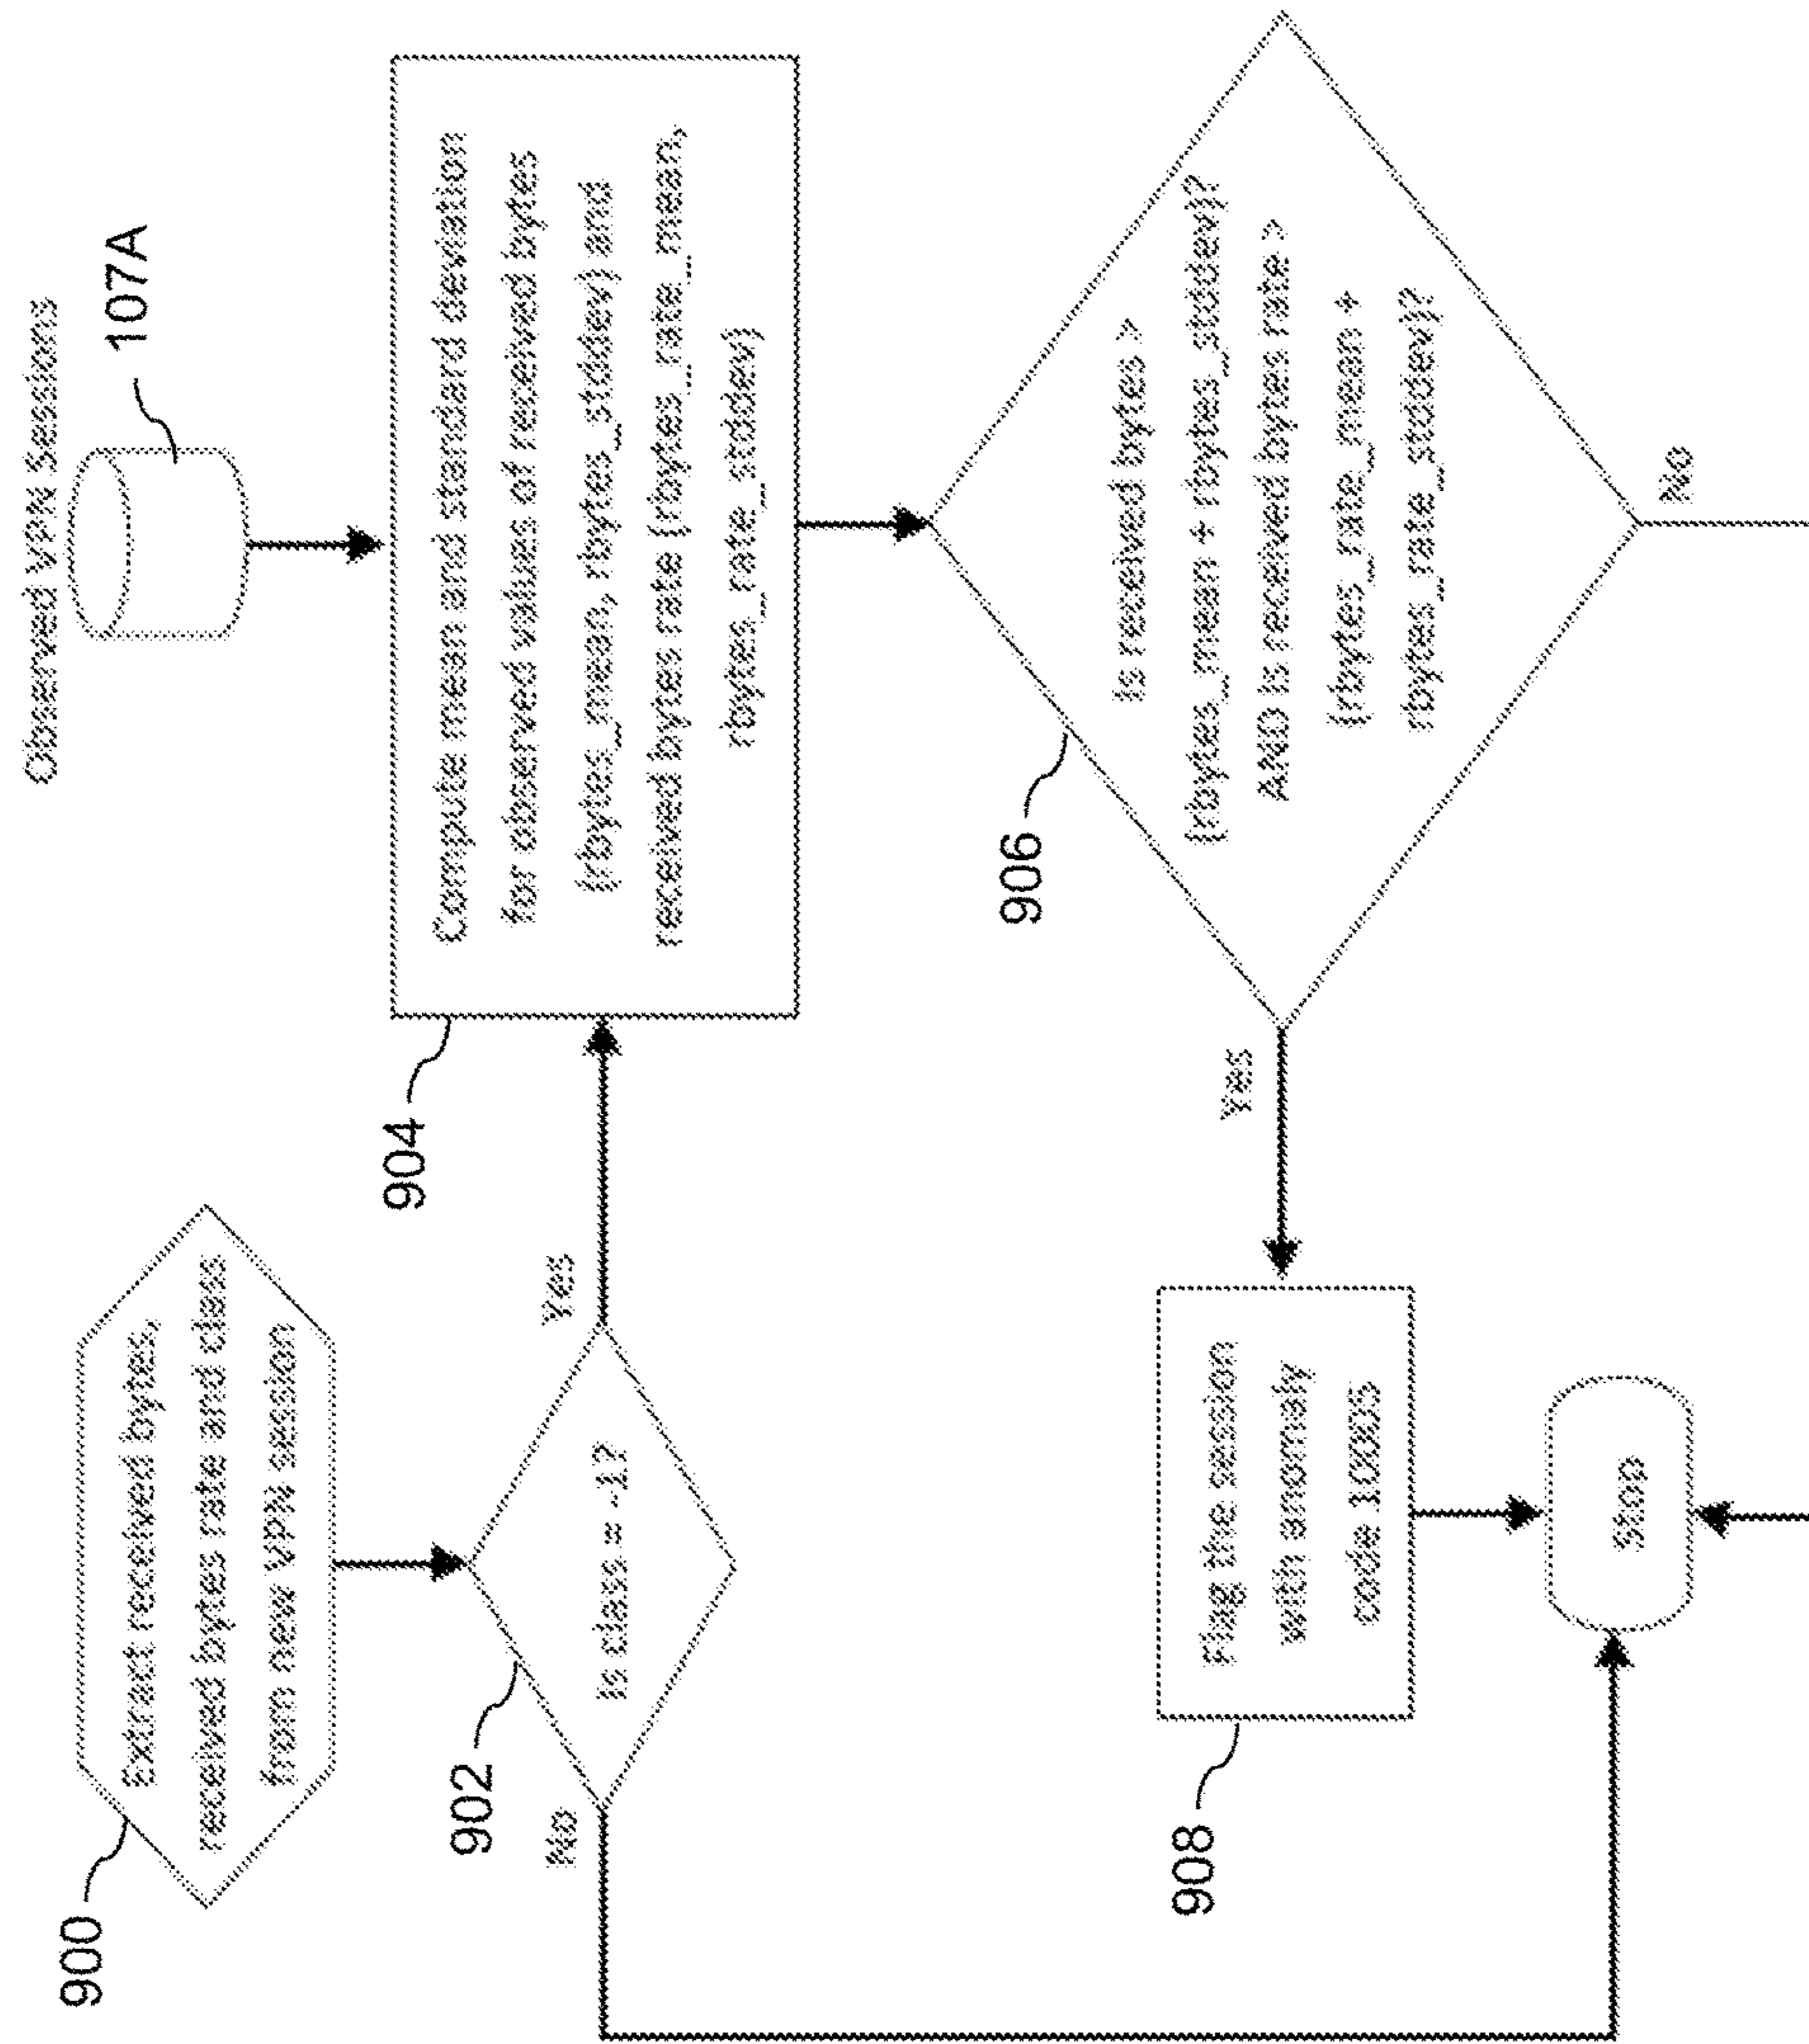 900
Extract received bytes,
received bytes rate and class
from new VPN session
Observed VPN Sessions
107A
902
Is class = -1?
Yes
No
904
Compute mean and standard deviation
for observed values of received bytes
(rbytes_mean, rbytes_stddev) and
received bytes rate (rbytes_rate_mean,
rbytes_rate_stddev)
906
Is received bytes >
(rbytes_mean + rbytes_stddev)?
AND is received bytes rate >
(rbytes_rate_mean +
rbytes_rate_stddev)?
Yes
No
908
Flag the session
with anomaly
code 1005
Stop